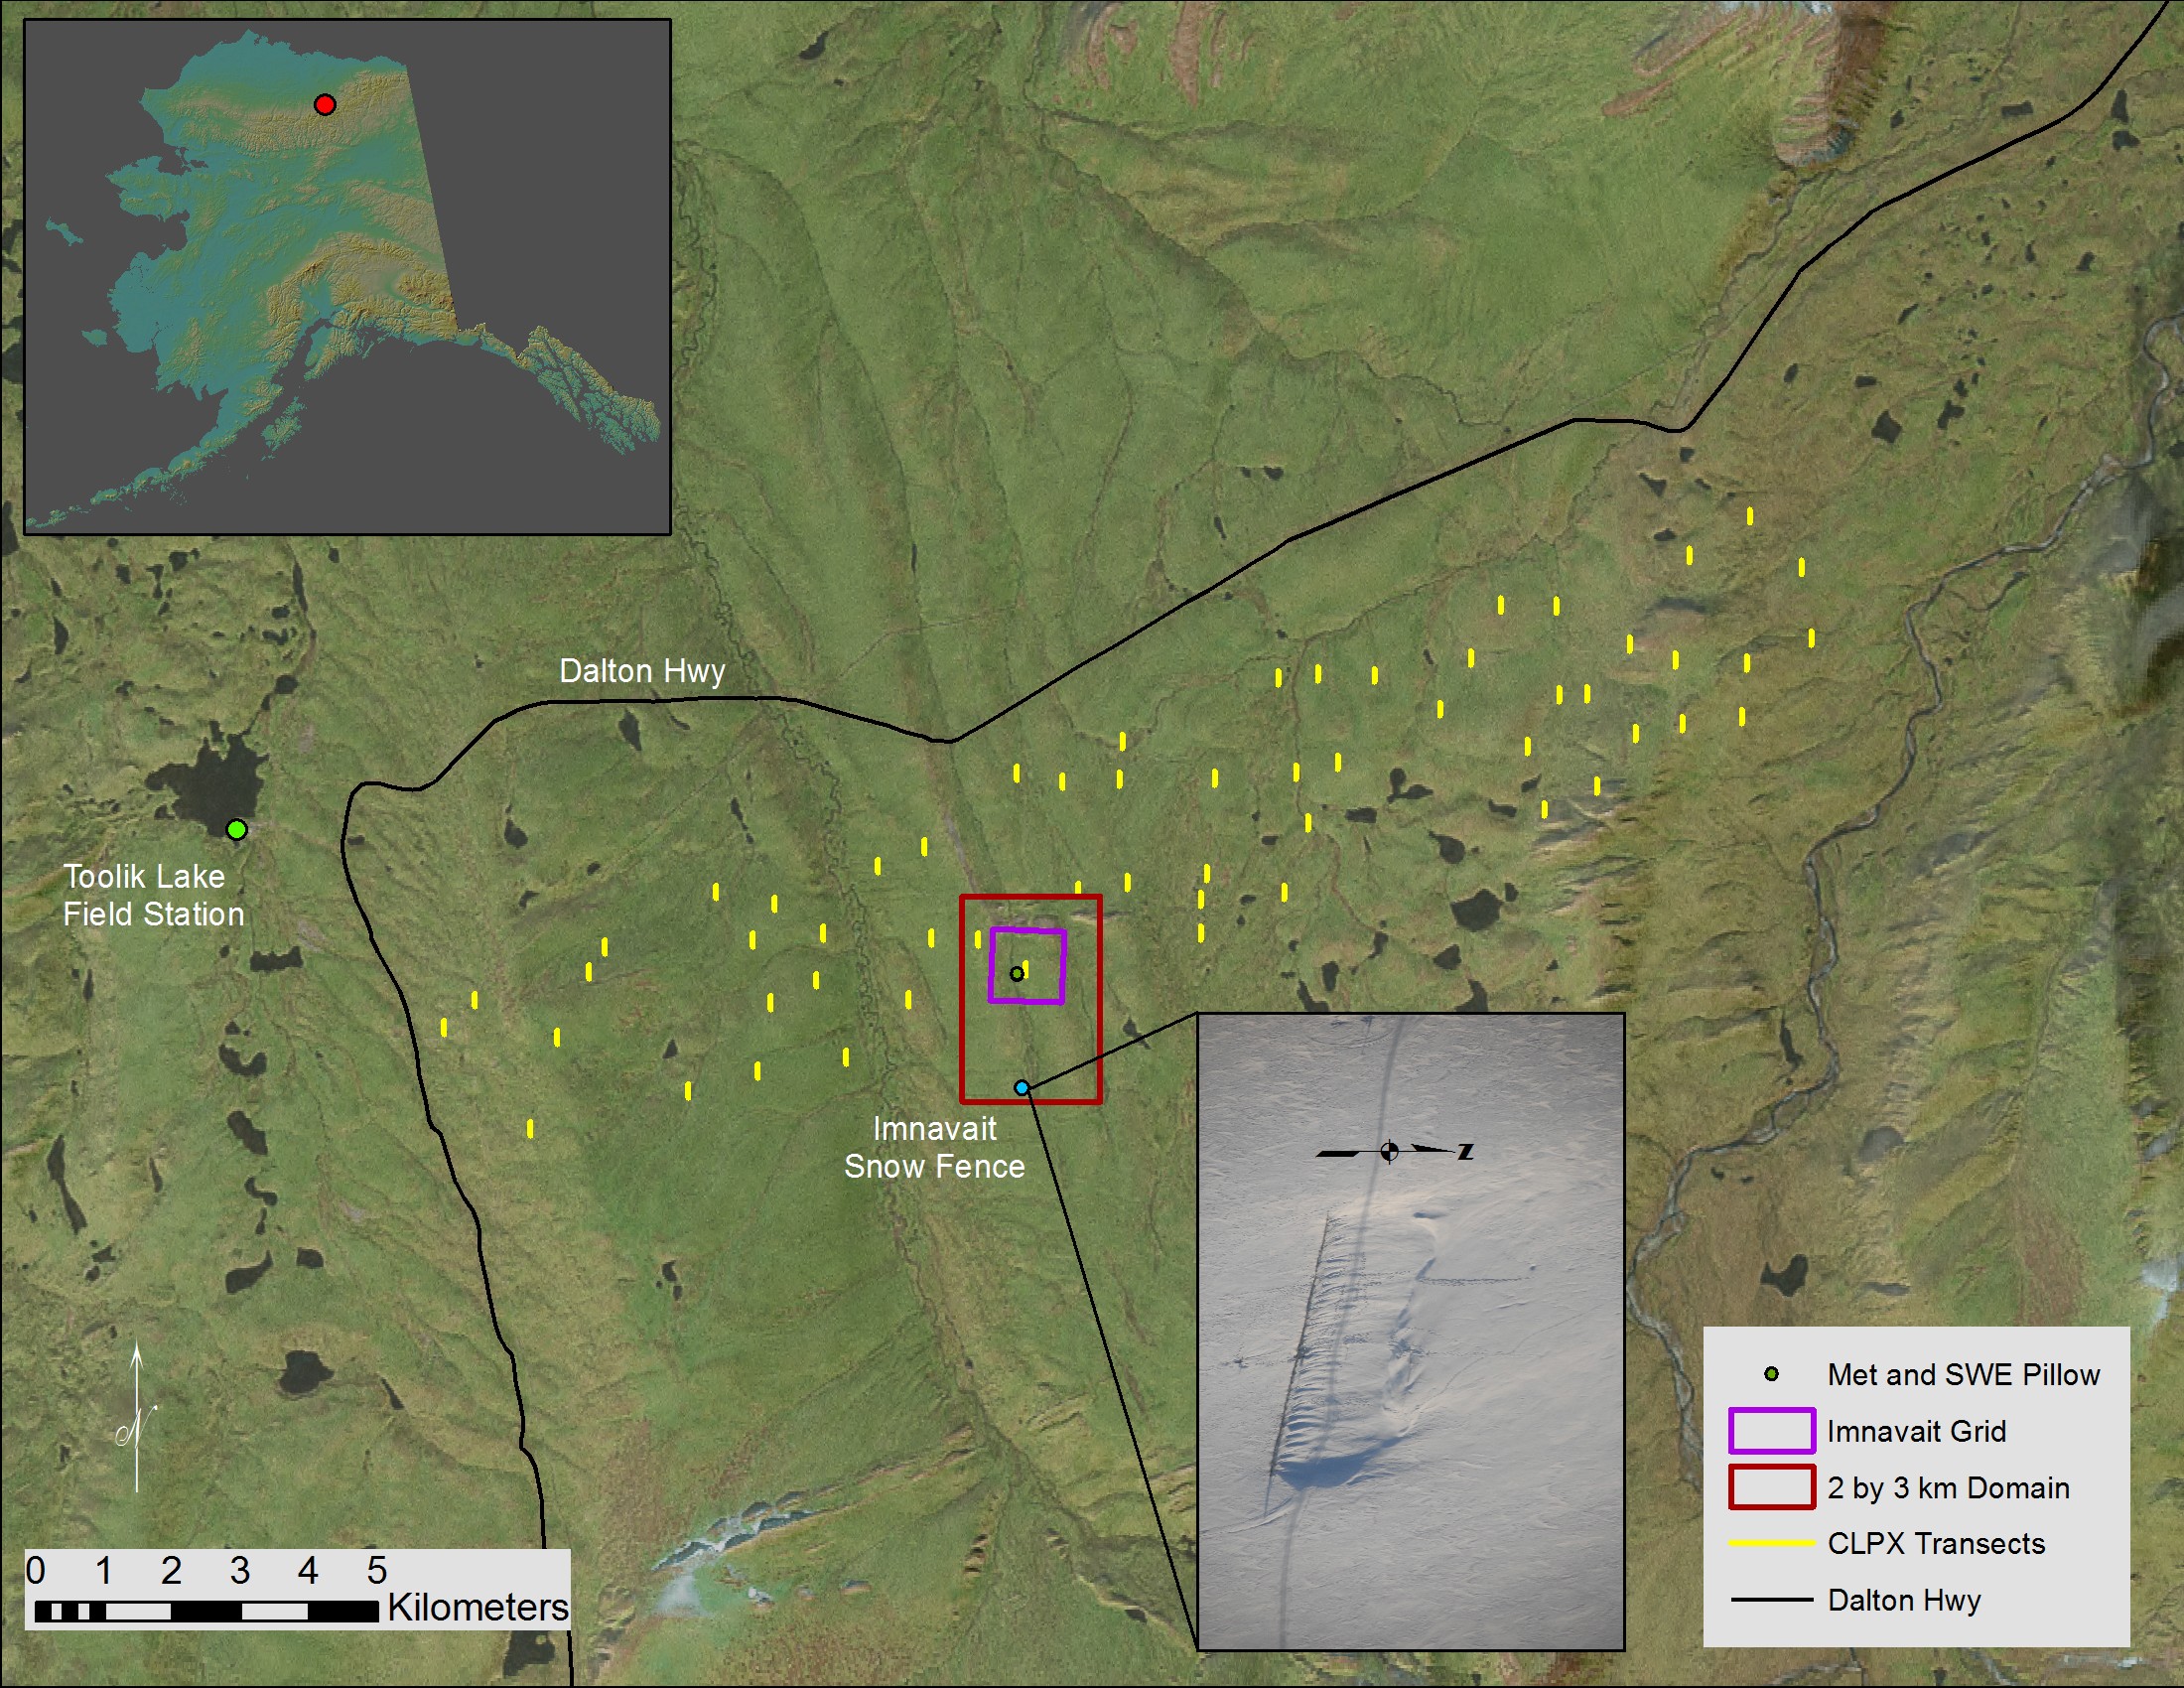 Dalton Hwy
Toolik Lake
Field Station
Imnavait
Snow Fence
Z
N
0 1 2 3 4 5
Kilometers
Met and SWE Pillow
Imnavait Grid
2 by 3 km Domain
CLPX Transects
Dalton Hwy